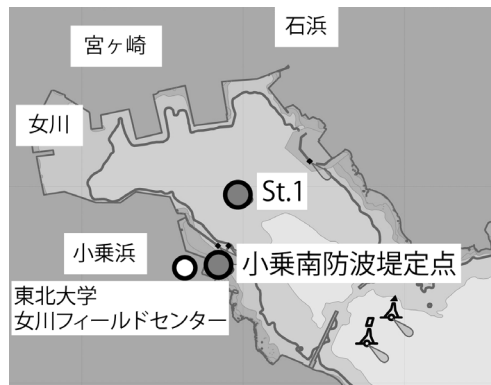 石浜
宮ヶ崎
女川
St.1
小乗浜
小乗南防波堤定点
東北大学
女川フィールドセンター